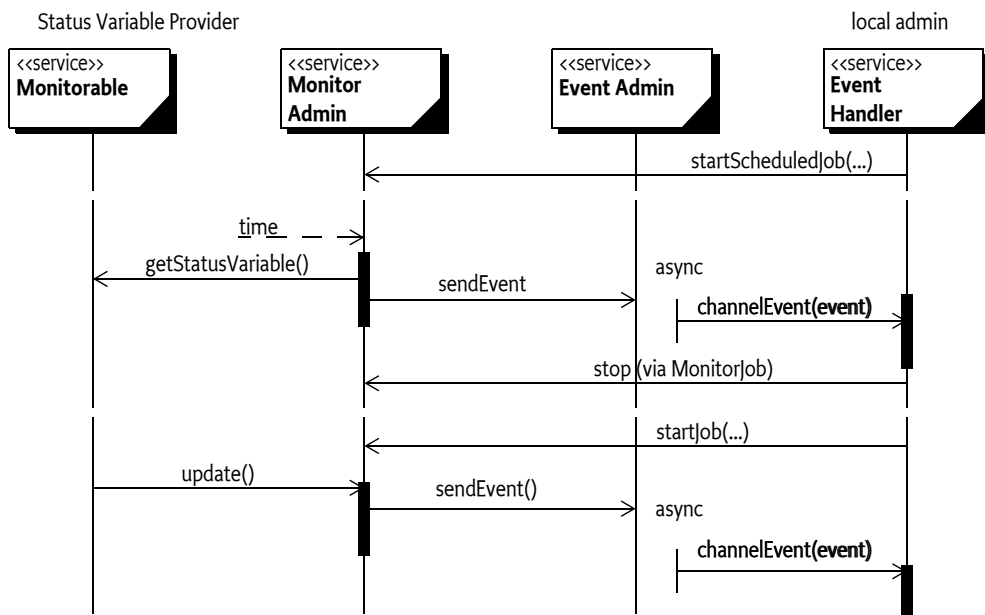 Status Variable Provider
local admin
<<service>>
Monitorable
<<service>>
Monitor
Admin
<<service>>
Event Admin
<<service>>
Event
Handler
startScheduledJob(...)
time
getStatusVariable()
sendEvent
async
channelEvent(event)
stop (via MonitorJob)
startJob(...)
update()
sendEvent()
async
channelEvent(event)